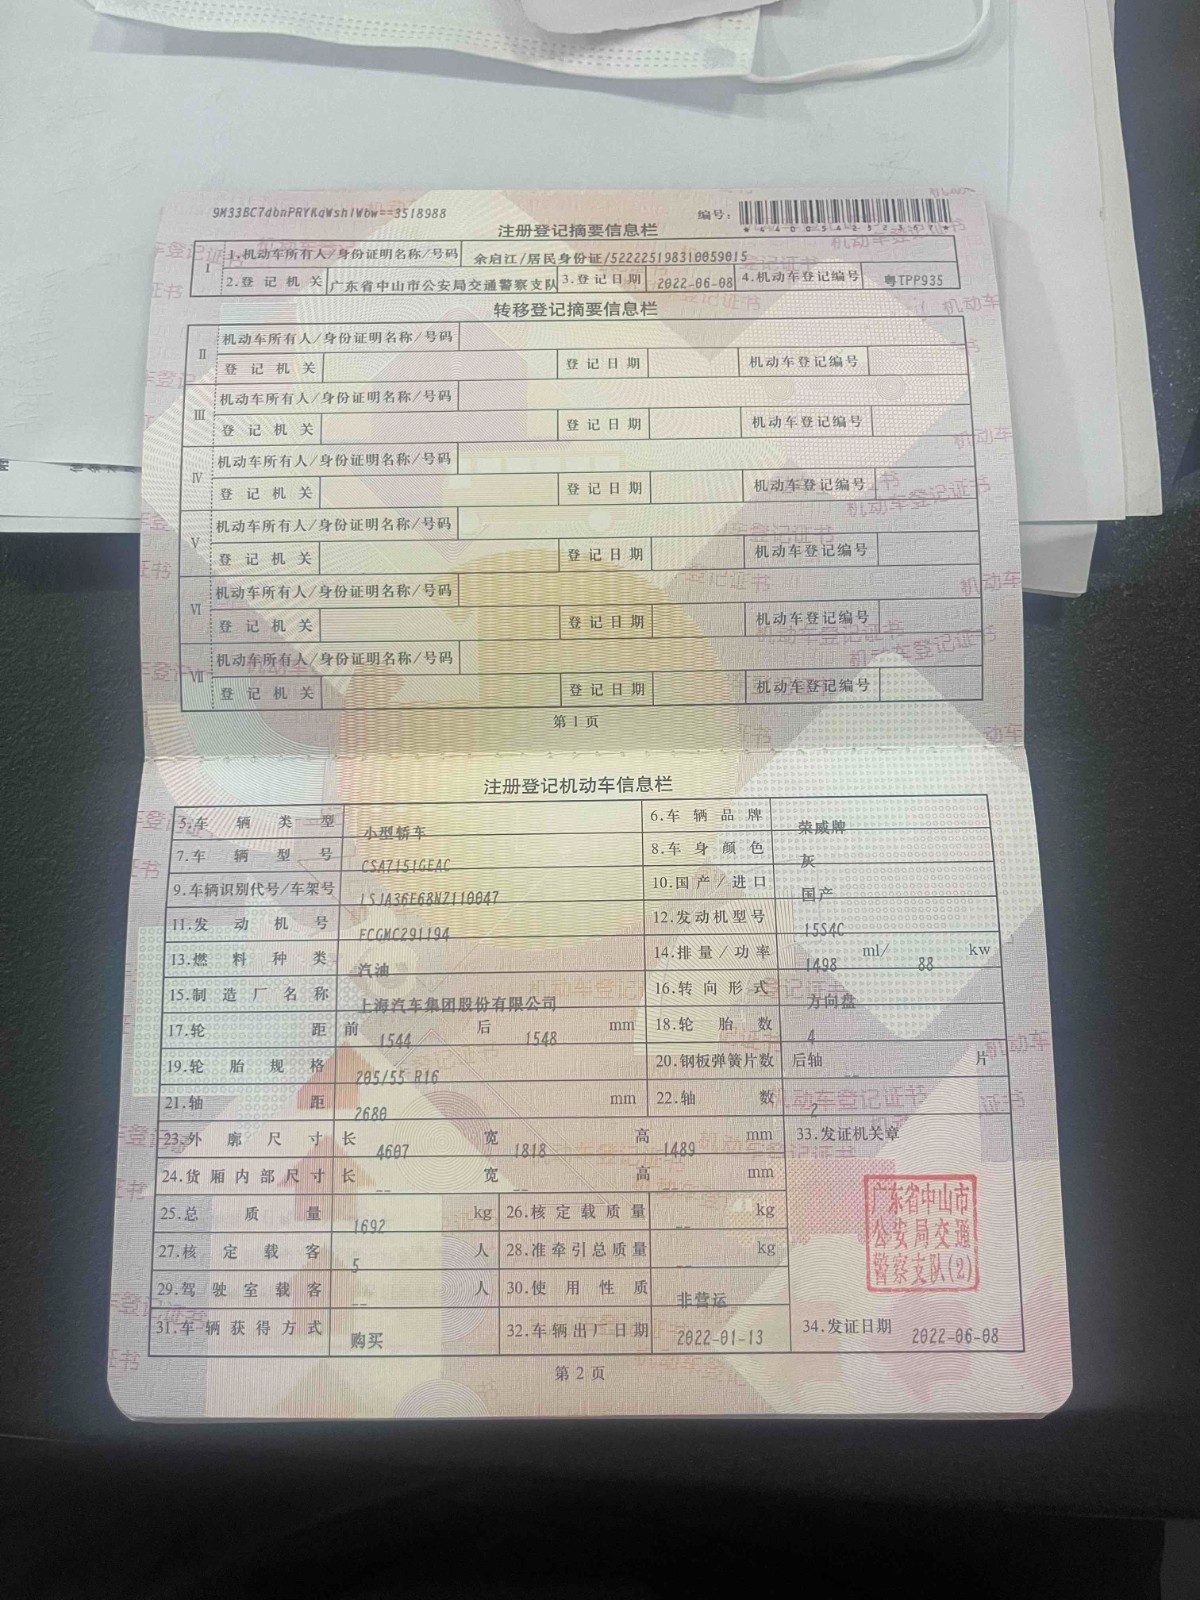 9M33BC7dbnPRYKqWshIWbw==3518988 编号:
注册登记摘要信息栏
I 1.机动车所有人/身份证明名称/号码 余启江/居民身份证/522225198310059015
2.登记机关 广东省中山市公安局交通警察支队 3.登记日期 2022-06-08 4.机动车登记编号 粤TPP935
转移登记摘要信息栏
II 机动车所有人/身份证明名称/号码
登记机关 登记日期 机动车登记编号
III 机动车所有人/身份证明名称/号码
登记机关 登记日期 机动车登记编号
IV 机动车所有人/身份证明名称/号码
登记机关 登记日期 机动车登记编号
V 机动车所有人/身份证明名称/号码
登记机关 登记日期 机动车登记编号
VI 机动车所有人/身份证明名称/号码
登记机关 登记日期 机动车登记编号
VII 机动车所有人/身份证明名称/号码
登记机关 登记日期 机动车登记编号
第1页
注册登记机动车信息栏
5.车辆类型 小型轿车 6.车辆品牌 荣威牌
7.车辆型号 CSA7151GEAC 8.车身颜色 灰
9.车辆识别代号/车架号 LSJA36E68NZ110047 10.国产/进口 国产
11.发动机号 FCGMC291194 12.发动机型号 15S4C
13.燃料种类 汽油 14.排量/功率 1498 ml/ 88 kw
15.制造厂名称 上海汽车集团股份有限公司 16.转向形式 方向盘
17.轮距 前 1544 后 1548 mm 18.轮胎数 4
19.轮胎规格 205/55 R16 20.钢板弹簧片数 后轴 -- 片
21.轴距 2680 mm 22.轴数 2
23.外廓尺寸 长 4607 宽 1818 高 1489 mm 33.发证机关章
24.货厢内部尺寸 长 -- 宽 -- 高 -- mm
25.总质量 1692 kg 26.核定载质量 -- kg
27.核定载客 5 人 28.准牵引总质量 -- kg
29.驾驶室载客 -- 人 30.使用性质 非营运
31.车辆获得方式 购买 32.车辆出厂日期 2022-01-13 34.发证日期 2022-06-08
广东省中山市
公安局交通
警察支队(2)
第2页